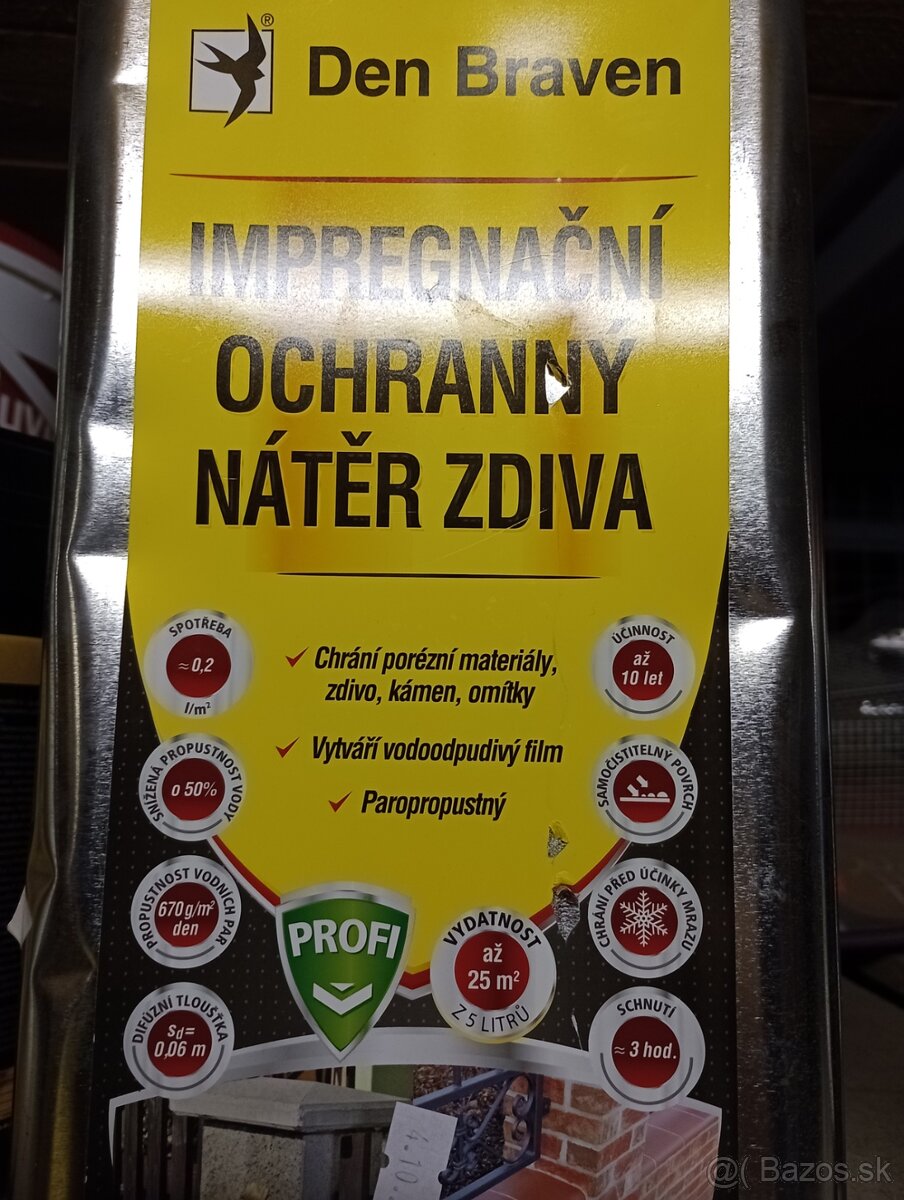 ®
Den Braven
IMPREGNAČNÍ
OCHRANNÝ
NÁTĚR ZDIVA
SPOTŘEBA
≈ 0,2
l/m²
✓ Chrání porézní materiály,
zdivo, kámen, omítky
ÚČINNOST
až
10 let
SNÍŽENÁ PROPUSTNOST VODY
o 50%
✓ Vytváří vodoodpudivý film
✓ Paropropustný
SAMOČISTITELNÝ POVRCH
PROPUSTNOST VODNÍCH PAR
670 g/m²
den
PROFI
VYDATNOST
až
25 m²
Z 5 LITRŮ
CHRÁNÍ PŘED ÚČINKY MRAZU
DIFÚZNÍ TLOUŠŤKA
sd=
0,06 m
SCHNUTÍ
≈ 3 hod.
4.10.
@( Bazos.sk